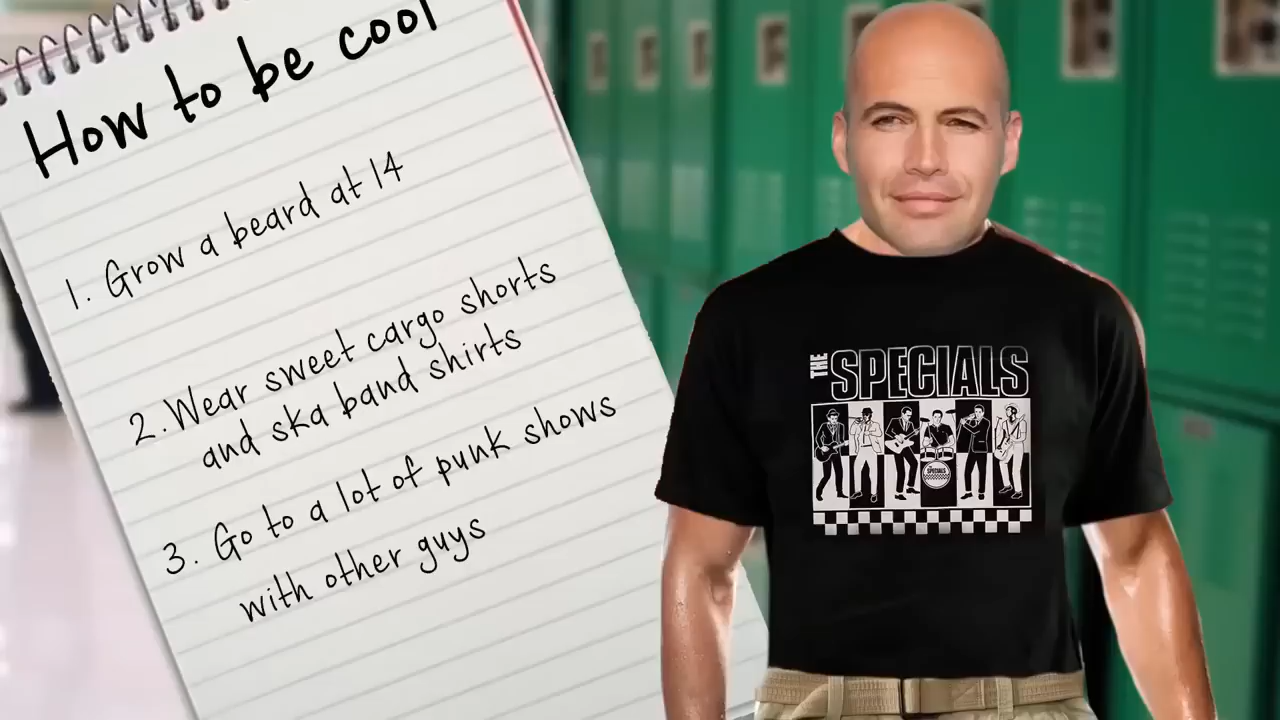 How to be cool
1. Grow a beard at 14
2. Wear sweet cargo shorts
and ska band shirts
3. Go to a lot of punk shows
with other guys
THE SPECIALS
SPECIALS